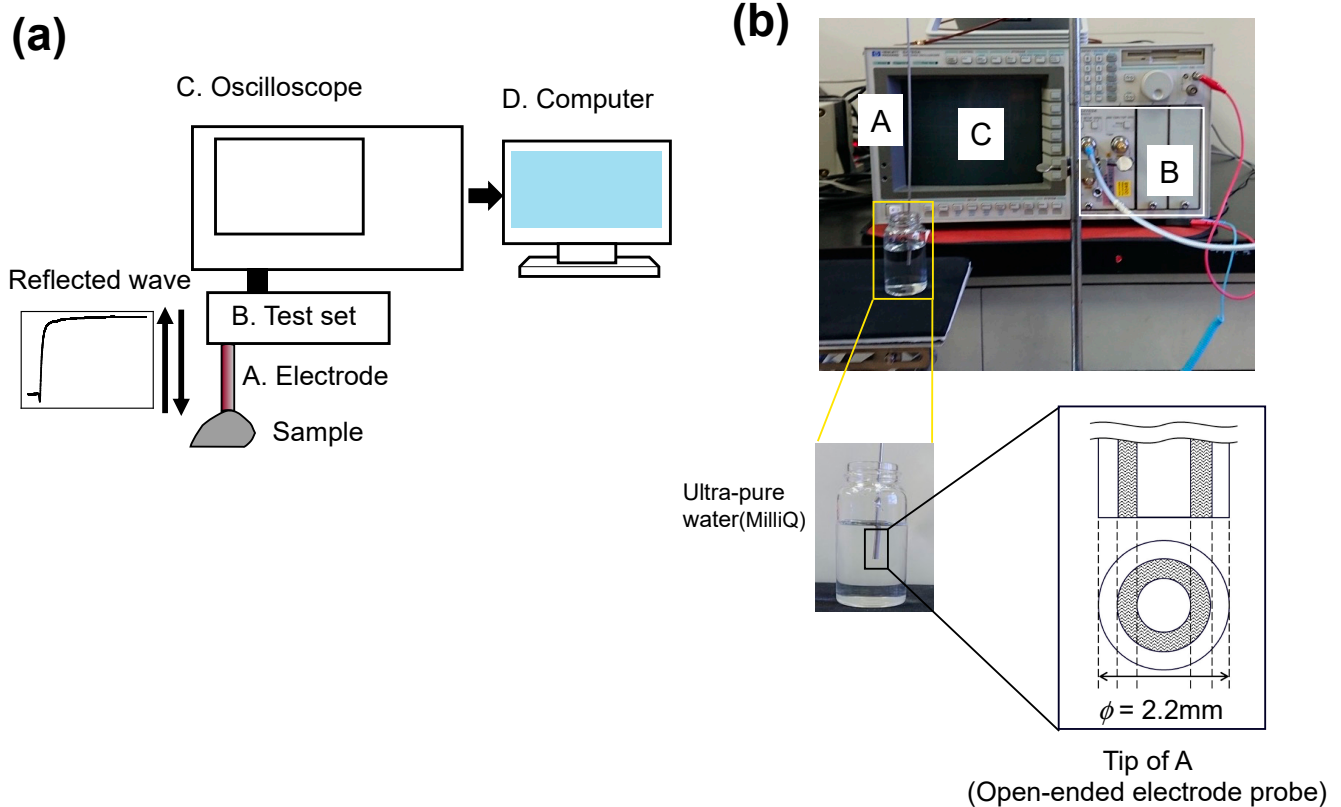 (a)
C. Oscilloscope
D. Computer
Reflected wave
B. Test set
A. Electrode
Sample
(b)
A
C
B
Ultra-pure
water(MilliQ)
ϕ = 2.2mm
Tip of A
(Open-ended electrode probe)